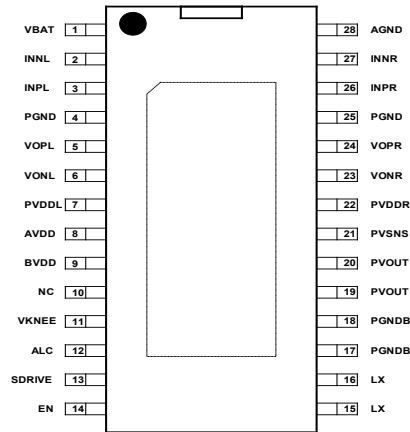 VBAT 1 28 AGND
INNL 2 27 INNR
INPL 3 26 INPR
PGND 4 25 PGND
VOPL 5 24 VOPR
VONL 6 23 VONR
PVDDL 7 22 PVDDR
AVDD 8 21 PVSNS
BVDD 9 20 PVOUT
NC 10 19 PVOUT
VKNEE 11 18 PGNDB
ALC 12 17 PGNDB
SDRIVE 13 16 LX
EN 14 15 LX